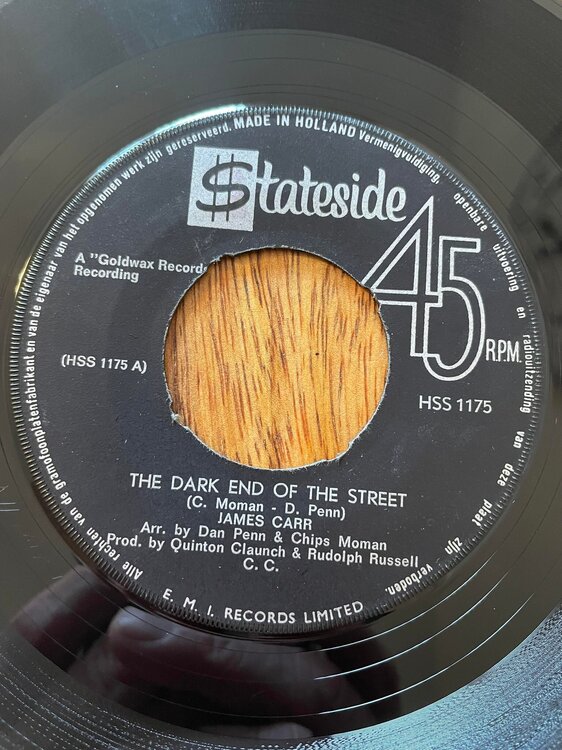 Alle rechten van de gramofoonplatenfabrikant en van de eigenaar van het opgenomen werk zijn gereserveerd. MADE IN HOLLAND Vermenigvuldiging, openbare uitvoering en radiouitzending van deze plaat zijn verboden.
$tateside
45
R.P.M.
A "Goldwax Records
Recording
(HSS 1175 A)
HSS 1175
THE DARK END OF THE STREET
(C. Moman - D. Penn)
JAMES CARR
Arr. by Dan Penn & Chips Moman
Prod. by Quinton Claunch & Rudolph Russell
C. C.
E. M. I. RECORDS LIMITED